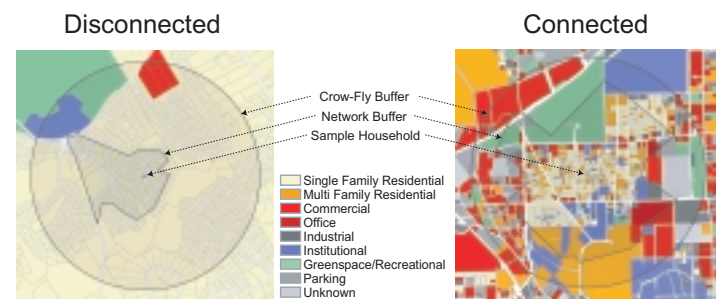 Disconnected
Connected
Crow-Fly Buffer
Network Buffer
Sample Household
Single Family Residential
Multi Family Residential
Commercial
Office
Industrial
Institutional
Greenspace/Recreational
Parking
Unknown